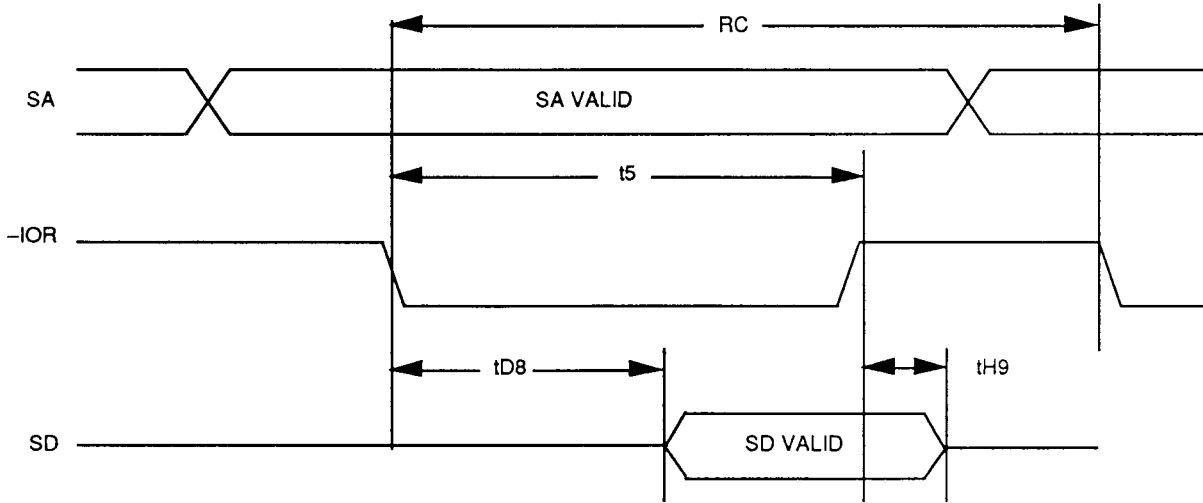 RC
SA
SA VALID
t5
–IOR
tD8
tH9
SD
SD VALID